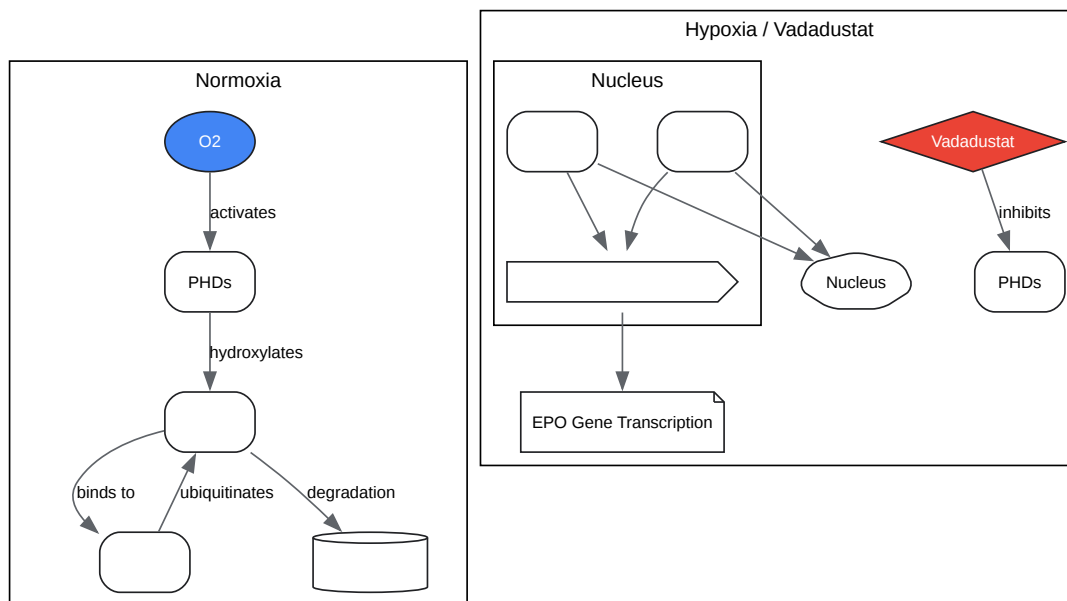 Normoxia
O2
activates
PHDs
hydroxylates
binds to
ubiquitinates
degradation
Hypoxia / Vadadustat
Nucleus
Vadadustat
inhibits
Nucleus
PHDs
EPO Gene Transcription